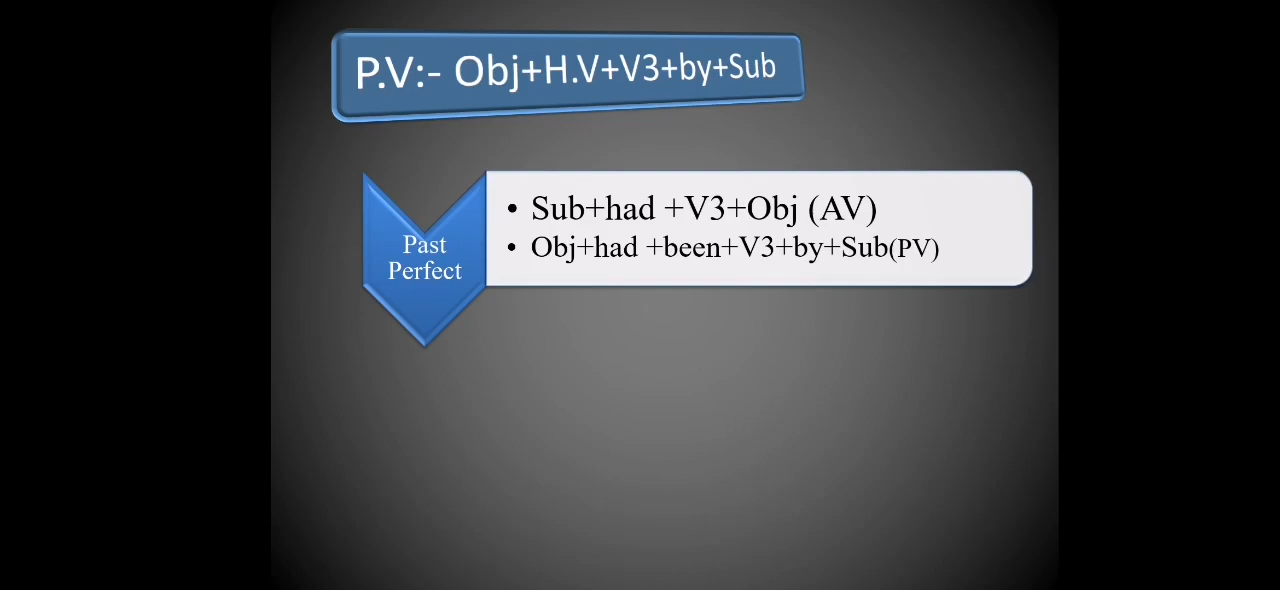 P.V:- Obj+H.V+V3+by+Sub
Past
Perfect
• Sub+had +V3+Obj (AV)
• Obj+had +been+V3+by+Sub(PV)